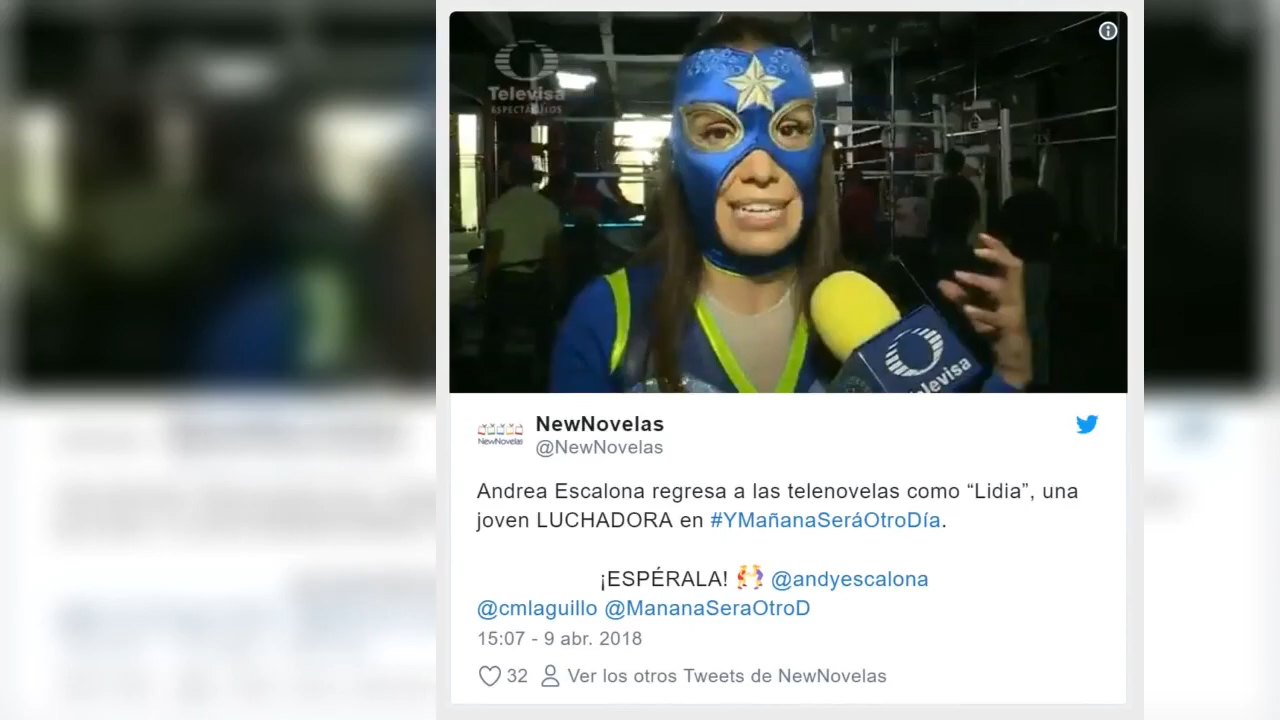 Televisa
ESPECTÁCULOS
Televisa
NewNovelas
NewNovelas
@NewNovelas
Andrea Escalona regresa a las telenovelas como “Lidia”, una
joven LUCHADORA en #YMañanaSeráOtroDía.
¡ESPÉRALA! @andyescalona
@cmlaguillo @MananaSeraOtroD
15:07 - 9 abr. 2018
32 Ver los otros Tweets de NewNovelas